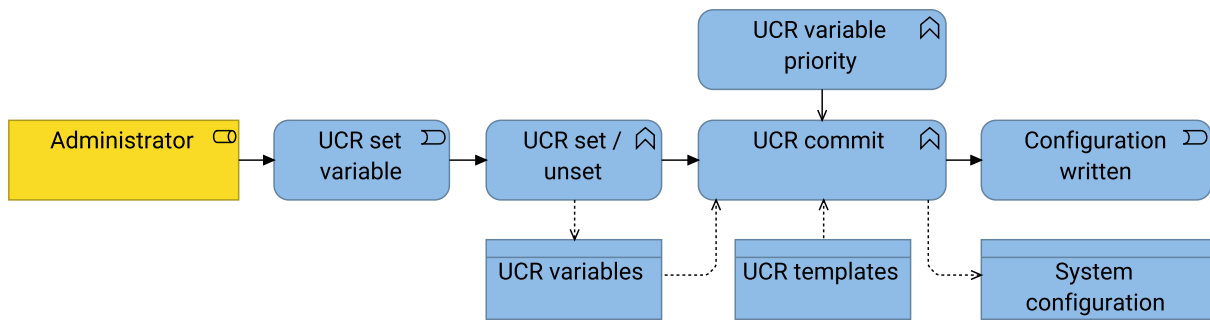 UCR variable
priority
Administrator
UCR set
variable
UCR set /
unset
UCR commit
Configuration
written
UCR variables
UCR templates
System
configuration